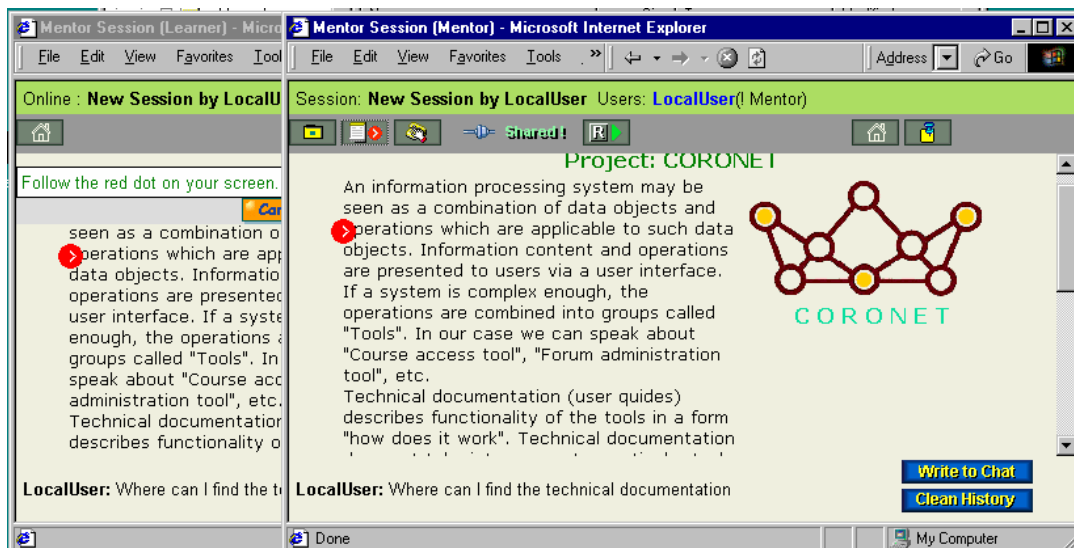 Mentor Session (Learner) - Micro
File Edit View Favorites Tool
Online : New Session by LocalU
Follow the red dot on your screen.
seen as a combination o
operations which are app
data objects. Informatio
operations are presented
user interface. If a syste
enough, the operations a
groups called "Tools". In
speak about "Course acc
administration tool", etc.
Technical documentation
describes functionality o
LocalUser: Where can I find the te
Mentor Session (Mentor) - Microsoft Internet Explorer
File Edit View Favorites Tools » Address Go
Session: New Session by LocalUser Users: LocalUser(! Mentor)
Shared! R
Project: CORONET
An information processing system may be
seen as a combination of data objects and
operations which are applicable to such data
objects. Information content and operations
are presented to users via a user interface.
If a system is complex enough, the
operations are combined into groups called
"Tools". In our case we can speak about
"Course access tool", "Forum administration
tool", etc.
Technical documentation (user quides)
describes functionality of the tools in a form
"how does it work". Technical documentation
CORONET
Write to Chat
Clean History
LocalUser: Where can I find the technical documentation
Done My Computer